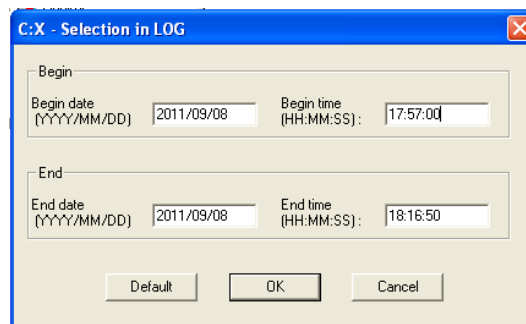 C:X - Selection in LOG
Begin
Begin date
(YYYY/MM/DD)
2011/09/08
Begin time
(HH:MM:SS) :
17:57:00
End
End date
(YYYY/MM/DD)
2011/09/08
End time
(HH:MM:SS) :
18:16:50
Default
OK
Cancel